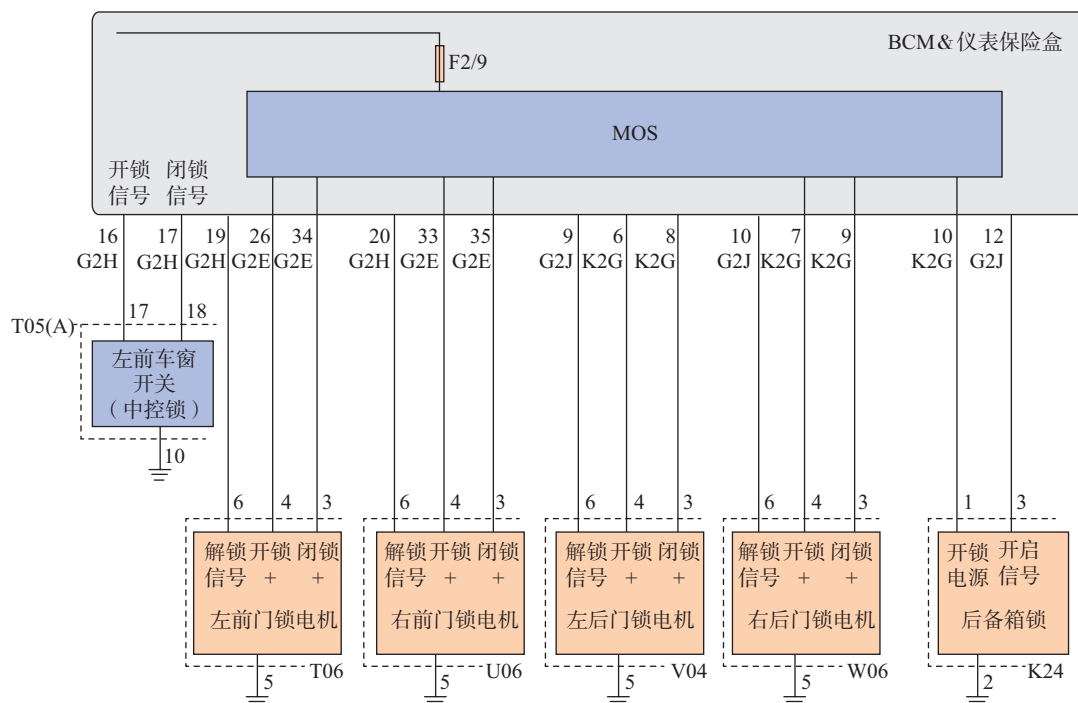 BCM&仪表保险盒
F2/9
MOS
开锁 闭锁
信号 信号
16 17 19 26 34 20 33 35 9 6 8 10 7 9 10 12
G2H G2H G2H G2E G2E G2H G2E G2E G2J K2G K2G G2J K2G K2G K2G G2J
17 18
T05(A)
左前车窗
开关
(中控锁)
10
6 4 3 6 4 3 6 4 3 6 4 3 1 3
解锁 开锁 闭锁 解锁 开锁 闭锁 解锁 开锁 闭锁 解锁 开锁 闭锁 开锁 开启
信号 + + 信号 + + 信号 + + 信号 + + 电源 信号
左前门锁电机 右前门锁电机 左后门锁电机 右后门锁电机 后备箱锁
5 T06 5 U06 5 V04 5 W06 2 K24